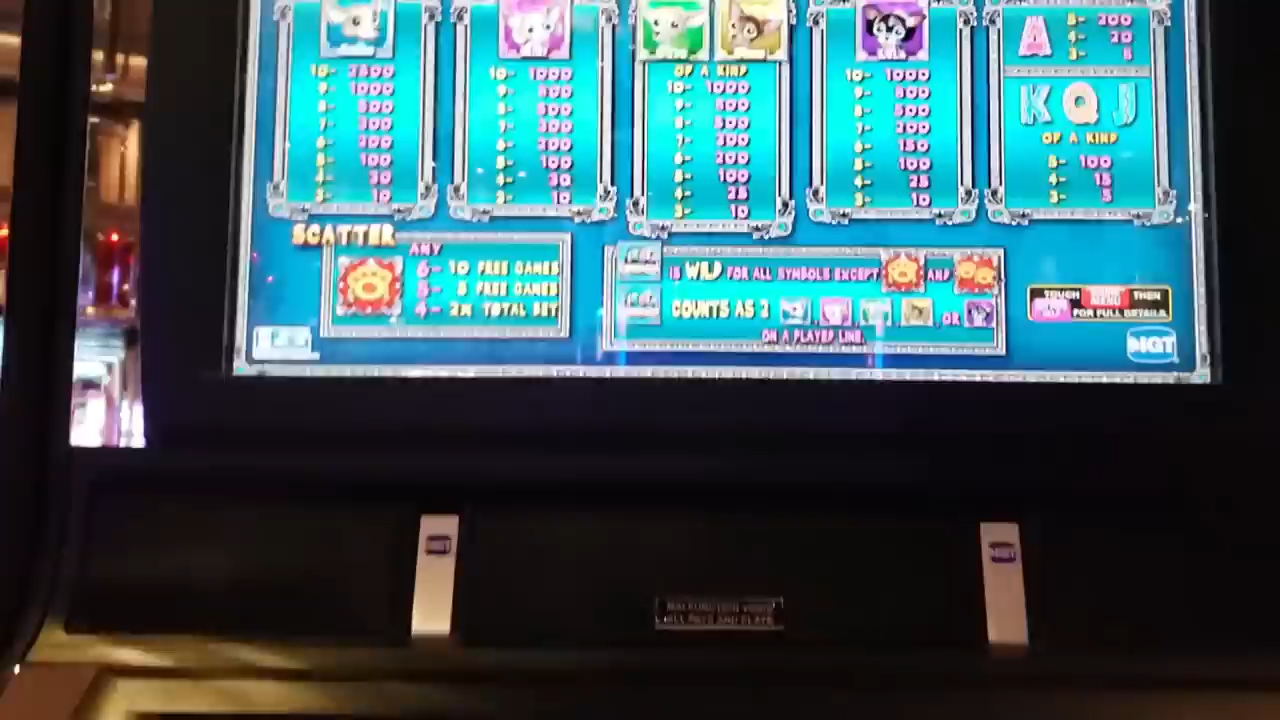 10- 2500
9- 1000
8- 500
7- 300
6- 200
5- 100
4- 30
3- 10
10- 1000
9- 800
8- 500
7- 300
6- 200
5- 100
4- 30
3- 10
OF A KIND
10- 1000
9- 800
8- 500
7- 200
6- 200
5- 100
4- 25
3- 10
LOLA
10- 1000
9- 800
8- 500
7- 200
6- 150
5- 100
4- 25
3- 10
A
5- 200
4- 20
3- 5
K Q J
OF A KIND
5- 100
4- 15
3- 5
SCATTER
ANY
6- 10 FREE GAMES
5- 5 FREE GAMES
4- 2X TOTAL BET
IS WILD FOR ALL SYMBOLS EXCEPT AND
COUNTS AS 2 , , , , OR
ON A PLAYED LINE.
TOUCH MENU THEN
FOR FULL DETAILS.
IGT
IGT
IGT
MALFUNCTION VOIDS
ALL PAYS AND PLAYS